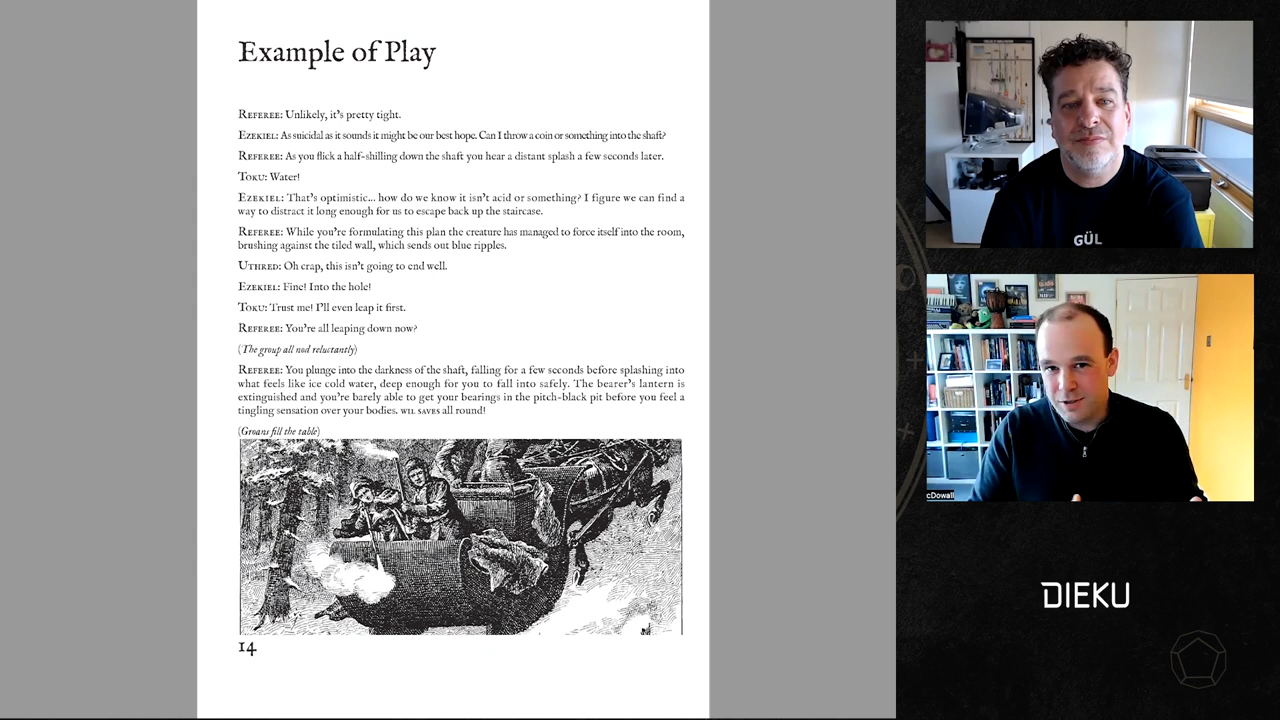 Example of Play
REFEREE: Unlikely, it's pretty tight.
EZEKIEL: As suicidal as it sounds it might be our best hope. Can I throw a coin or something into the shaft?
REFEREE: As you flick a half-shilling down the shaft you hear a distant splash a few seconds later.
TOKU: Water!
EZEKIEL: That's optimistic... how do we know it isn't acid or something? I figure we can find a
way to distract it long enough for us to escape back up the staircase.
REFEREE: While you're formulating this plan the creature has managed to force itself into the room,
brushing against the tiled wall, which sends out blue ripples.
UTHRED: Oh crap, this isn't going to end well.
EZEKIEL: Fine! Into the hole!
TOKU: Trust me! I'll even leap it first.
REFEREE: You're all leaping down now?
(The group all nod reluctantly)
REFEREE: You plunge into the darkness of the shaft, falling for a few seconds before splashing into
what feels like ice cold water, deep enough for you to fall into safely. The bearer's lantern is
extinguished and you're barely able to get your bearings in the pitch-black pit before you feel a
tingling sensation over your bodies. WIL SAVES all round!
(Groans fill the table)
14
GÜL
cDowall
DIEKU